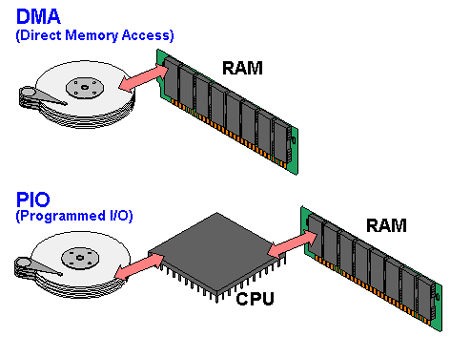 DMA
(Direct Memory Access)
RAM
PIO
(Programmed I/O)
RAM
CPU